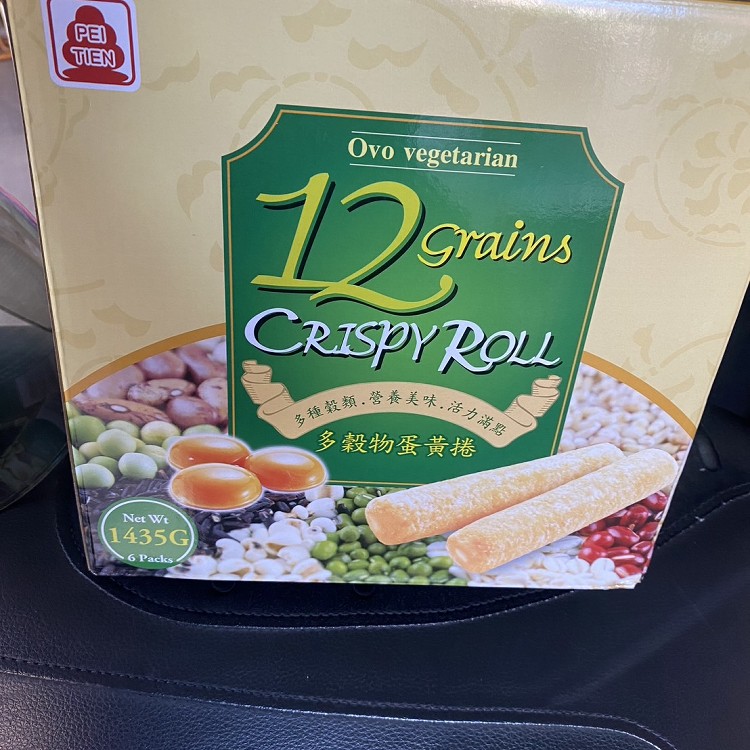 PEI
TIEN
Ovo vegetarian
12 Grains
CRISPY ROLL
多種穀類.營養美味.活力滿點
多穀物蛋黃捲
Net Wt
1435G
6 Packs